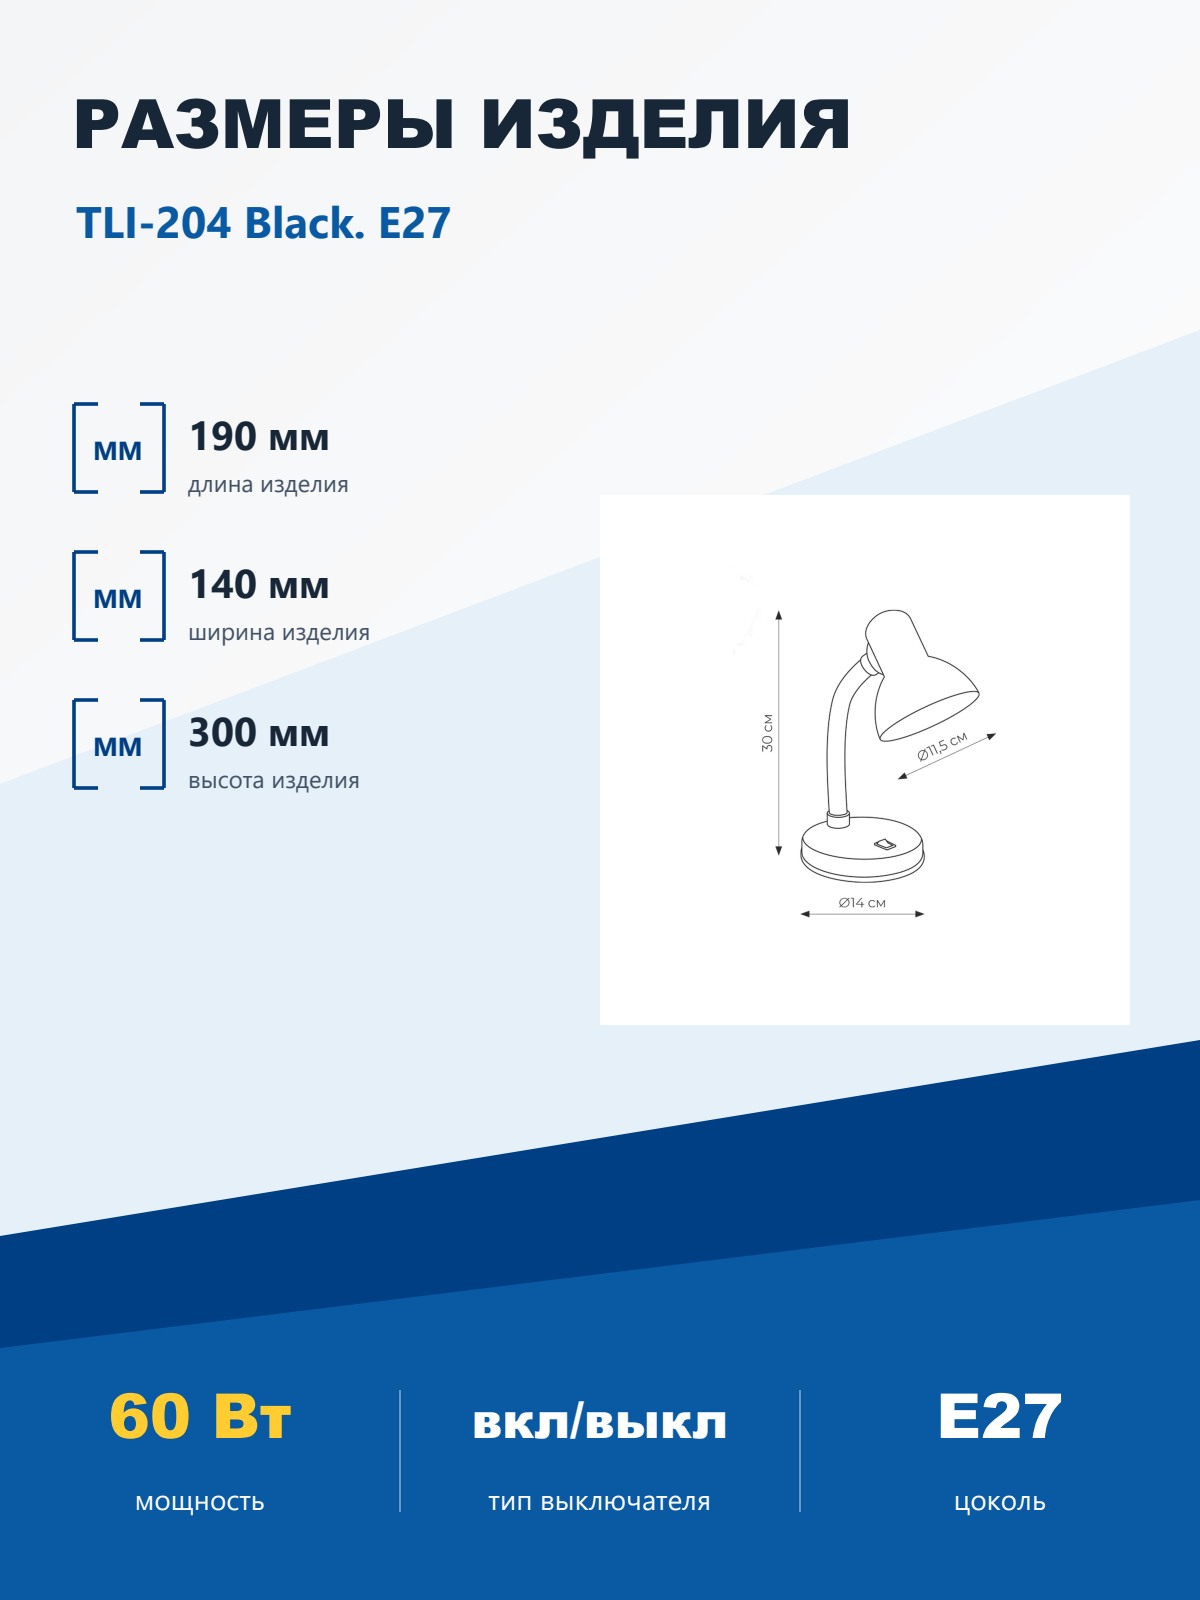 РАЗМЕРЫ ИЗДЕЛИЯ
TLI-204 Black. E27
мм
190 мм
длина изделия
мм
140 мм
ширина изделия
мм
300 мм
высота изделия
30 см
Ø11,5 см
Ø14 см
60 Вт
мощность
вкл/выкл
тип выключателя
E27
цоколь